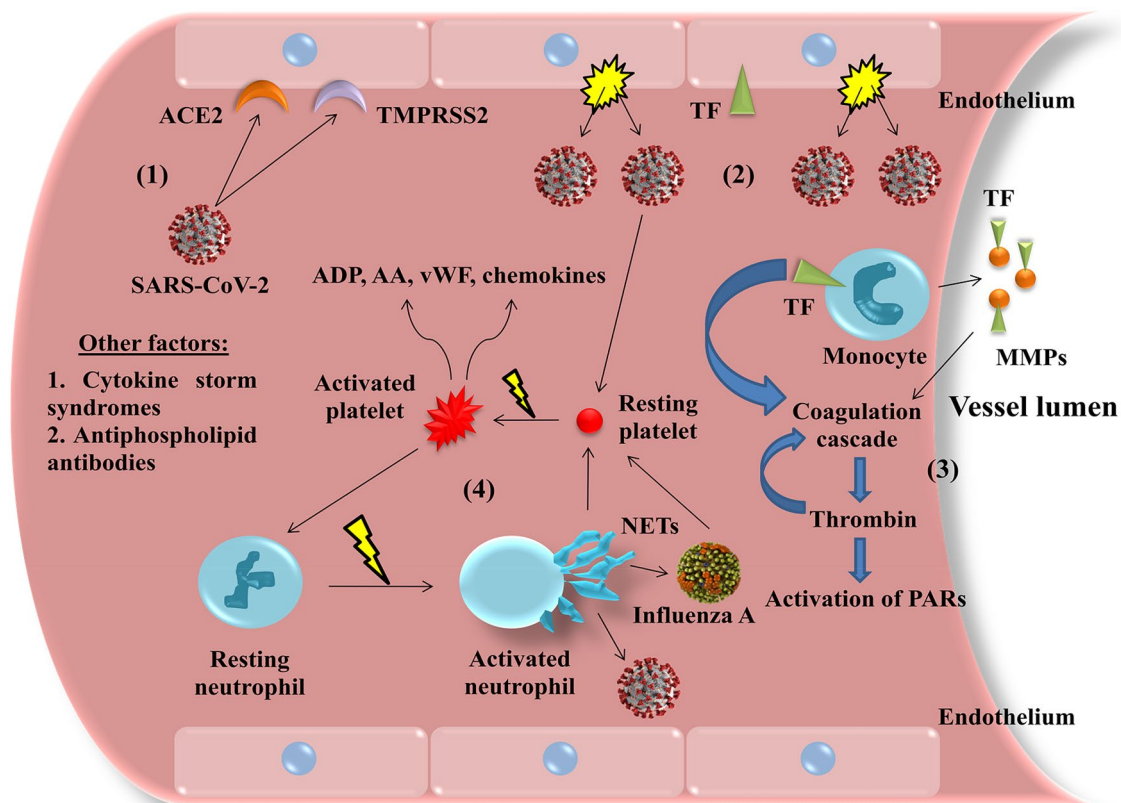 Endothelium
ACE2
TMPRSS2
TF
(1)
(2)
SARS-CoV-2
TF
ADP, AA, vWF, chemokines
TF
Monocyte
MMPs
Other factors:
1. Cytokine storm
syndromes
2. Antiphospholipid
antibodies
Activated
platelet
Resting
platelet
Coagulation
cascade
Vessel lumen
(3)
(4)
Thrombin
NETs
Activation of PARs
Influenza A
Resting
neutrophil
Activated
neutrophil
Endothelium